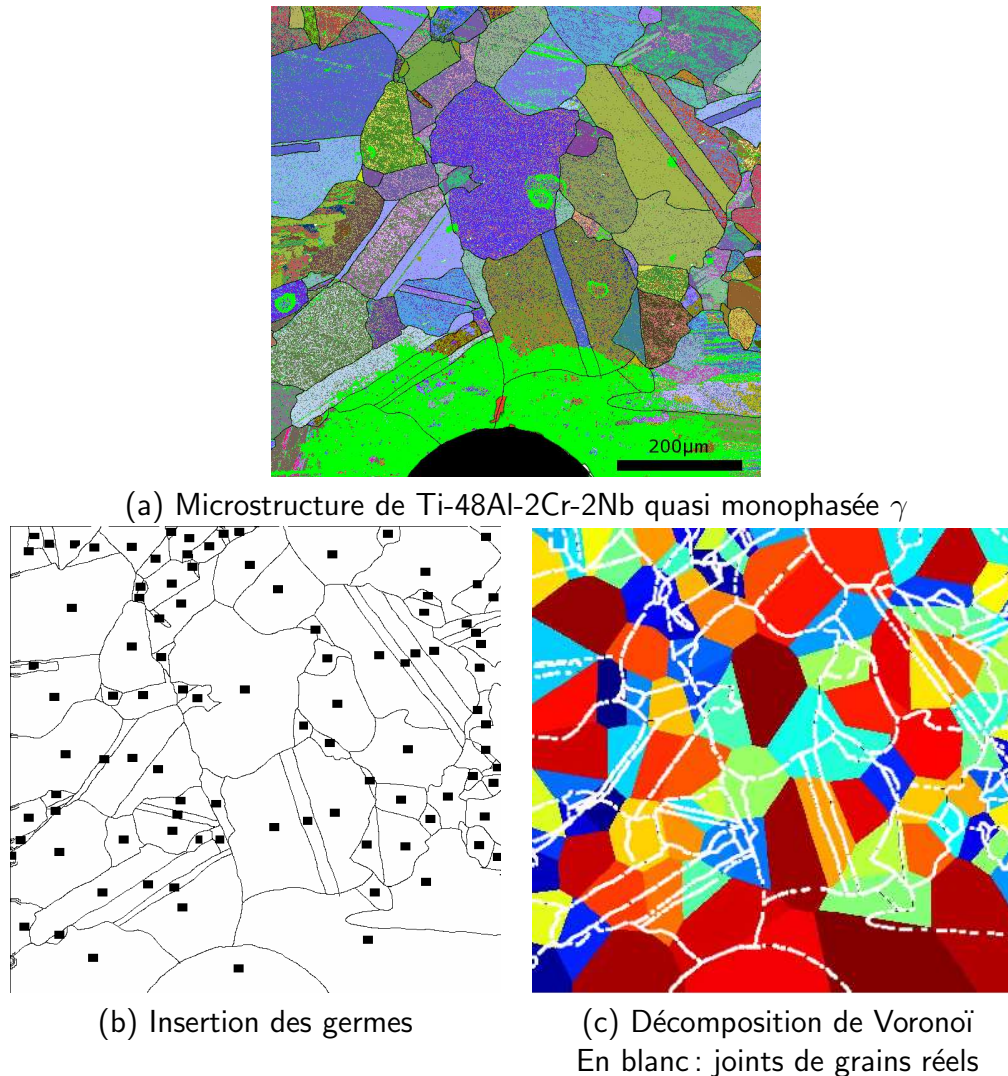 200µm
(a) Microstructure de Ti-48Al-2Cr-2Nb quasi monophasée γ
(b) Insertion des germes
(c) Décomposition de Voronoï
En blanc : joints de grains réels